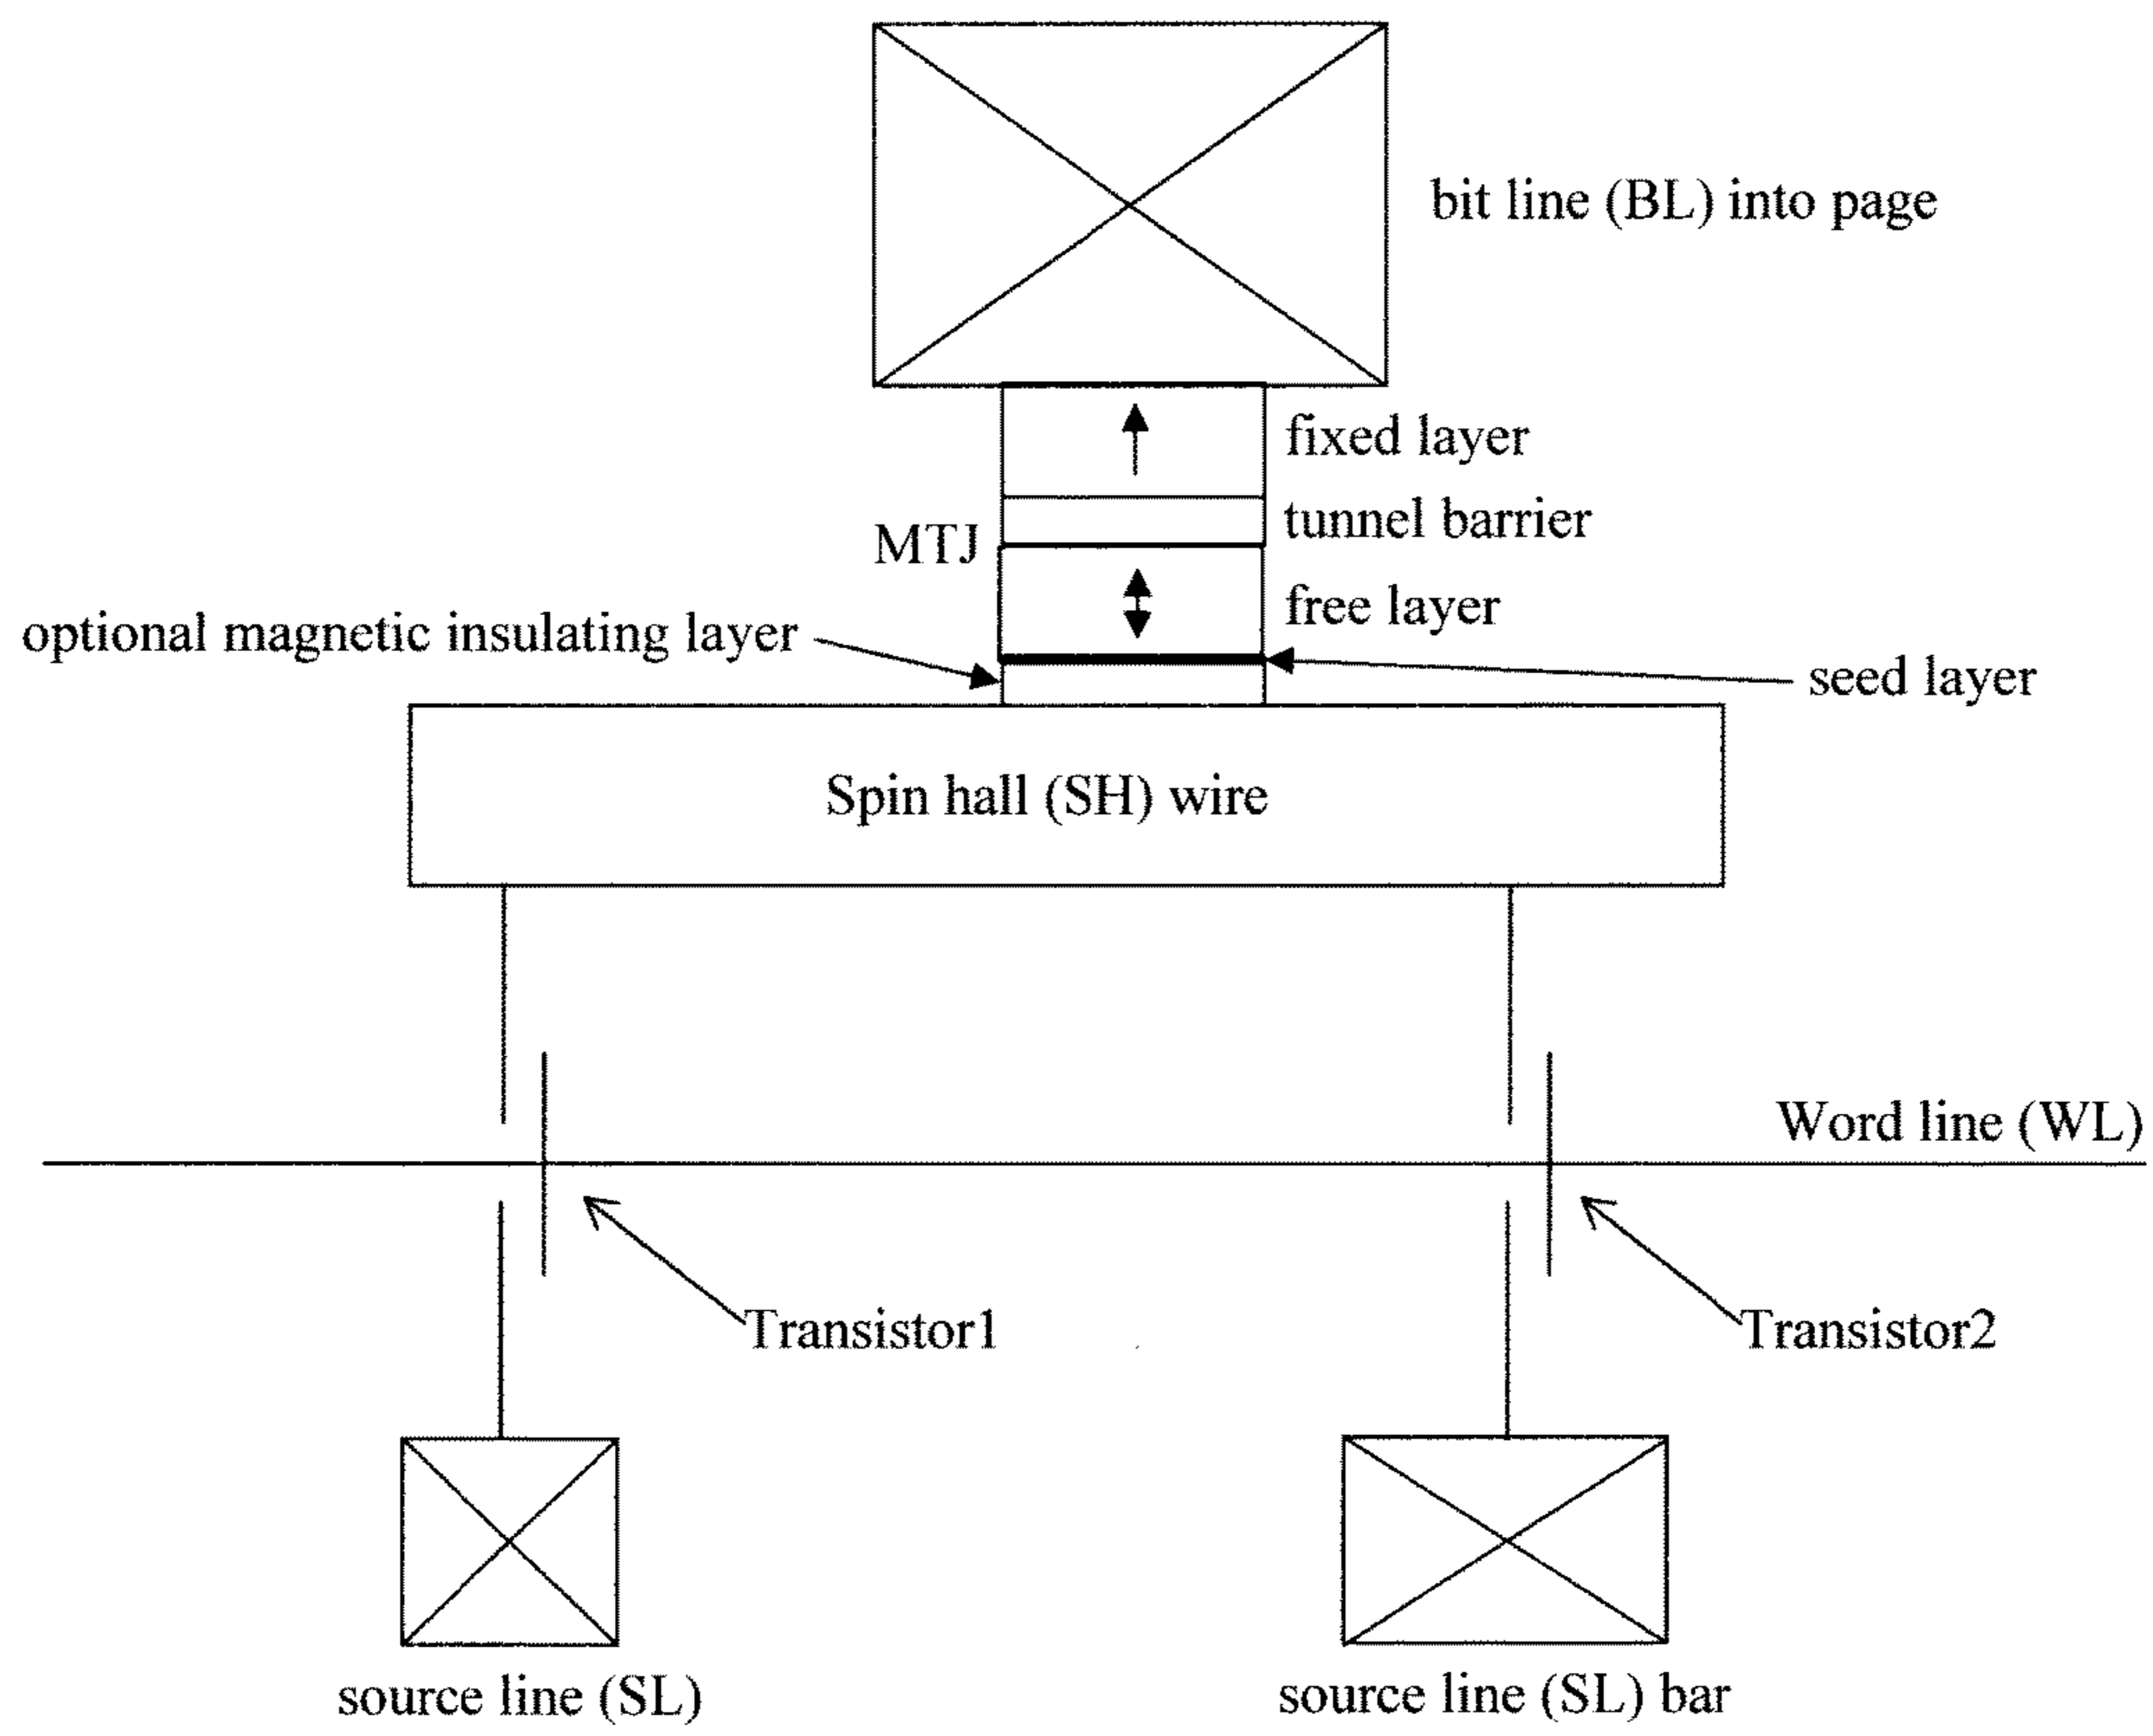 bit line (BL) into page
fixed layer
tunnel barrier
MTJ
free layer
optional magnetic insulating layer
seed layer
Spin hall (SH) wire
Word line (WL)
Transistor1
Transistor2
source line (SL)
source line (SL) bar